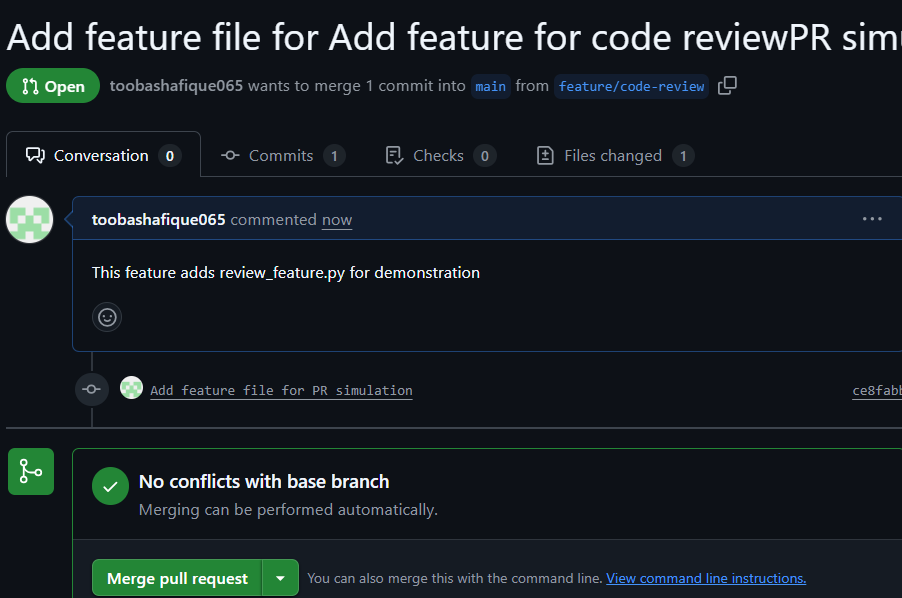 Add feature file for Add feature for code reviewPR simu
Open toobashafique065 wants to merge 1 commit into main from feature/code-review
Conversation 0 Commits 1 Checks 0 Files changed 1
toobashafique065 commented now
This feature adds review_feature.py for demonstration
Add feature file for PR simulation ce8fabb
No conflicts with base branch
Merging can be performed automatically.
Merge pull request You can also merge this with the command line. View command line instructions.